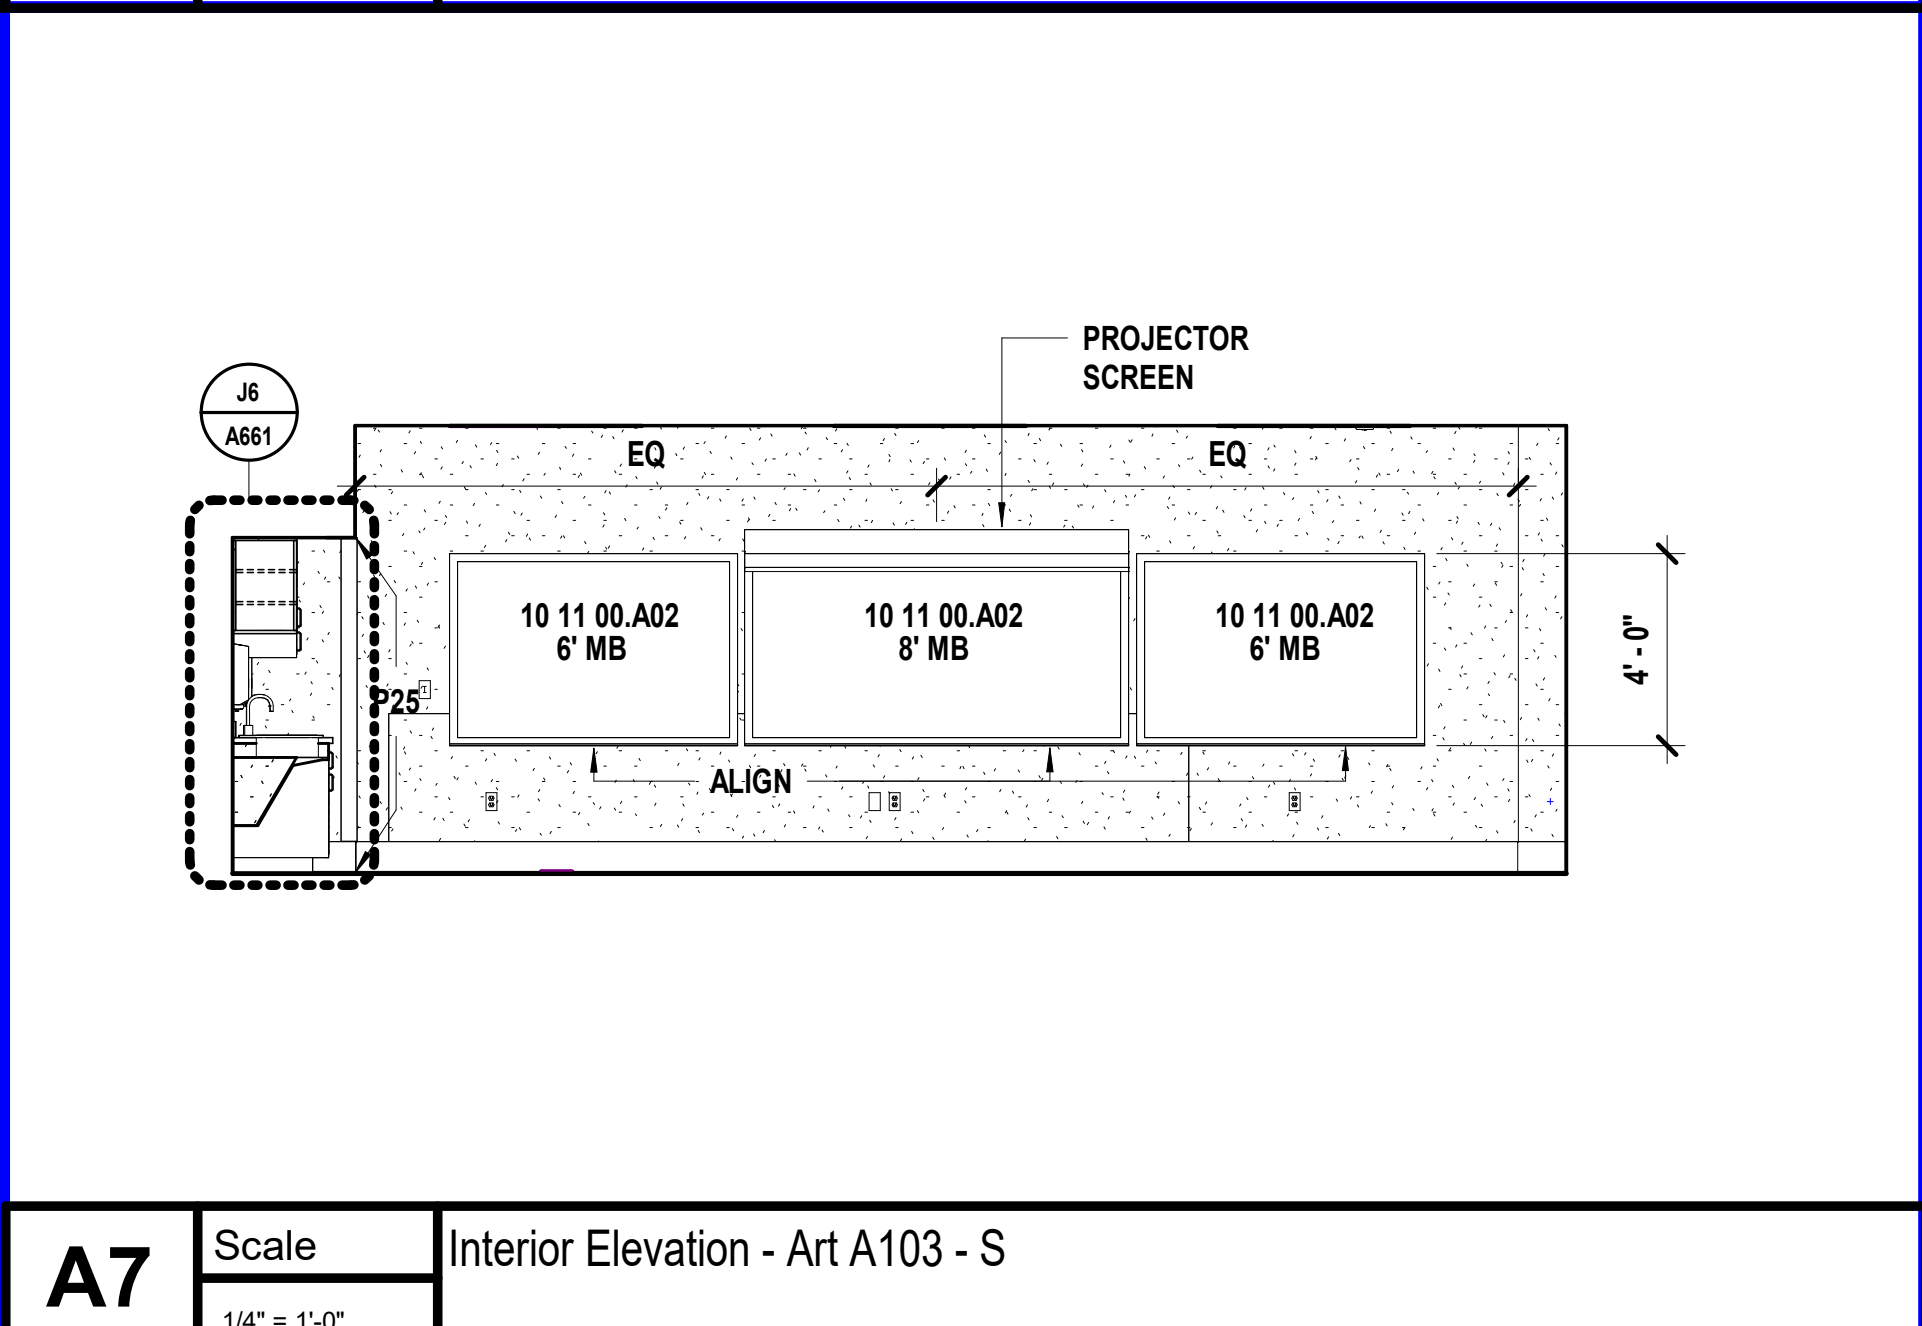 PROJECTOR
SCREEN
J6
A661
EQ
EQ
10 11 00.A02
6' MB
10 11 00.A02
8' MB
10 11 00.A02
6' MB
4' - 0"
P25
T
ALIGN
A7
Scale
1/4" = 1'-0"
Interior Elevation - Art A103 - S